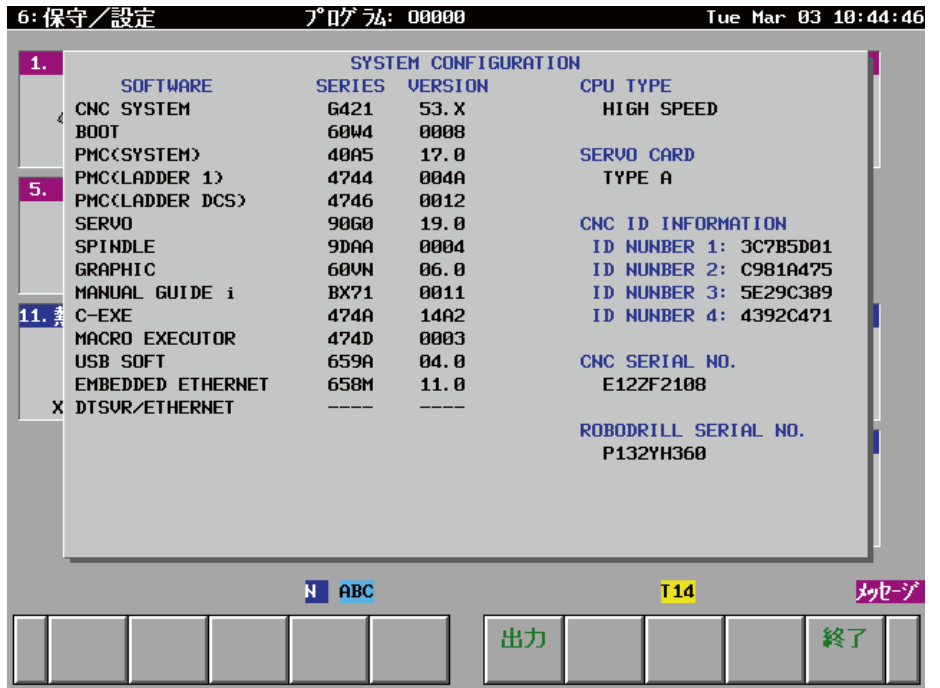 6:保守/設定 プログラム: O0000 Tue Mar 03 10:44:46
1.
5.
11.
X
SYSTEM CONFIGURATION
SOFTWARE SERIES VERSION
CNC SYSTEM G421 53.X
BOOT 60W4 0008
PMC(SYSTEM) 40A5 17.0
PMC(LADDER 1) 4744 004A
PMC(LADDER DCS) 4746 0012
SERVO 90G0 19.0
SPINDLE 9DAA 0004
GRAPHIC 60VN 06.0
MANUAL GUIDE i BX71 0011
C-EXE 474A 14A2
MACRO EXECUTOR 474D 0003
USB SOFT 659A 04.0
EMBEDDED ETHERNET 658M 11.0
DTSVR/ETHERNET ---- ----
CPU TYPE
HIGH SPEED
SERVO CARD
TYPE A
CNC ID INFORMATION
ID NUNBER 1: 3C7B5D01
ID NUNBER 2: C981A475
ID NUNBER 3: 5E29C389
ID NUNBER 4: 4392C471
CNC SERIAL NO.
E12ZF2108
ROBODRILL SERIAL NO.
P132YH360
N ABC T14 メッセージ
出力 終了